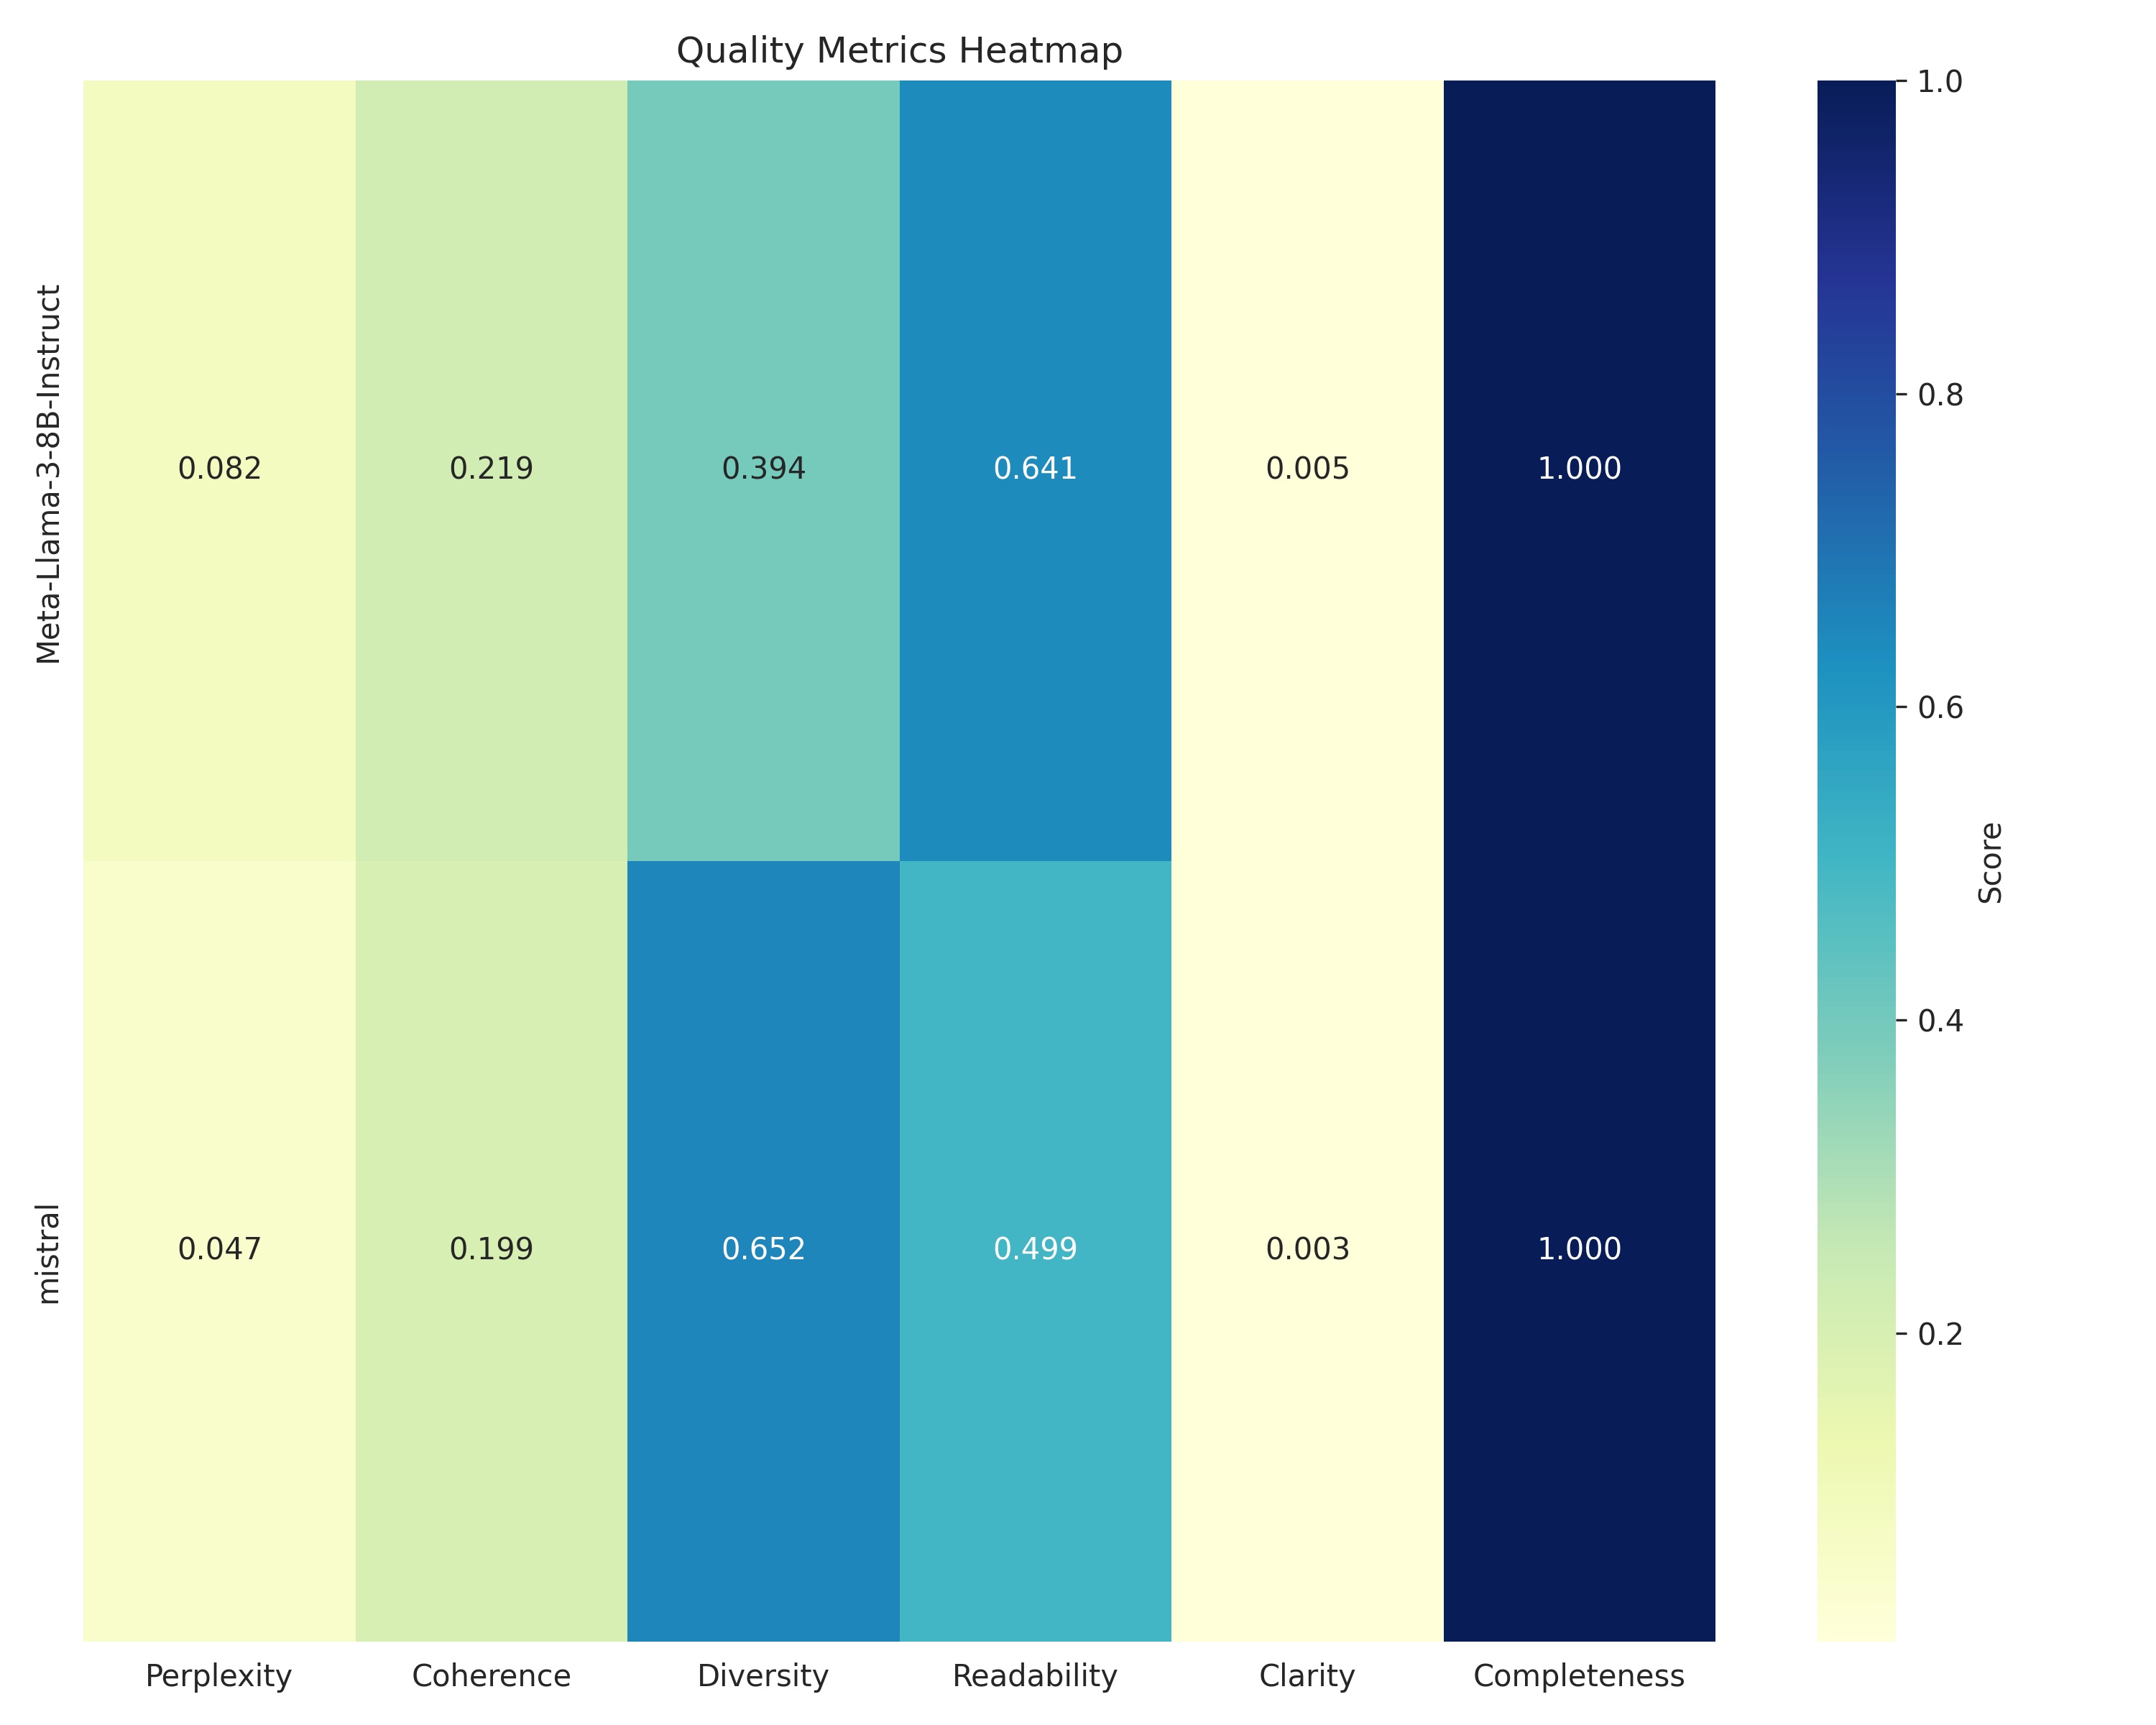 Quality Metrics Heatmap
Meta-Llama-3-8B-Instruct
0.082 0.219 0.394 0.641 0.005 1.000
mistral
0.047 0.199 0.652 0.499 0.003 1.000
Perplexity Coherence Diversity Readability Clarity Completeness
1.0
0.8
0.6
0.4
0.2
Score